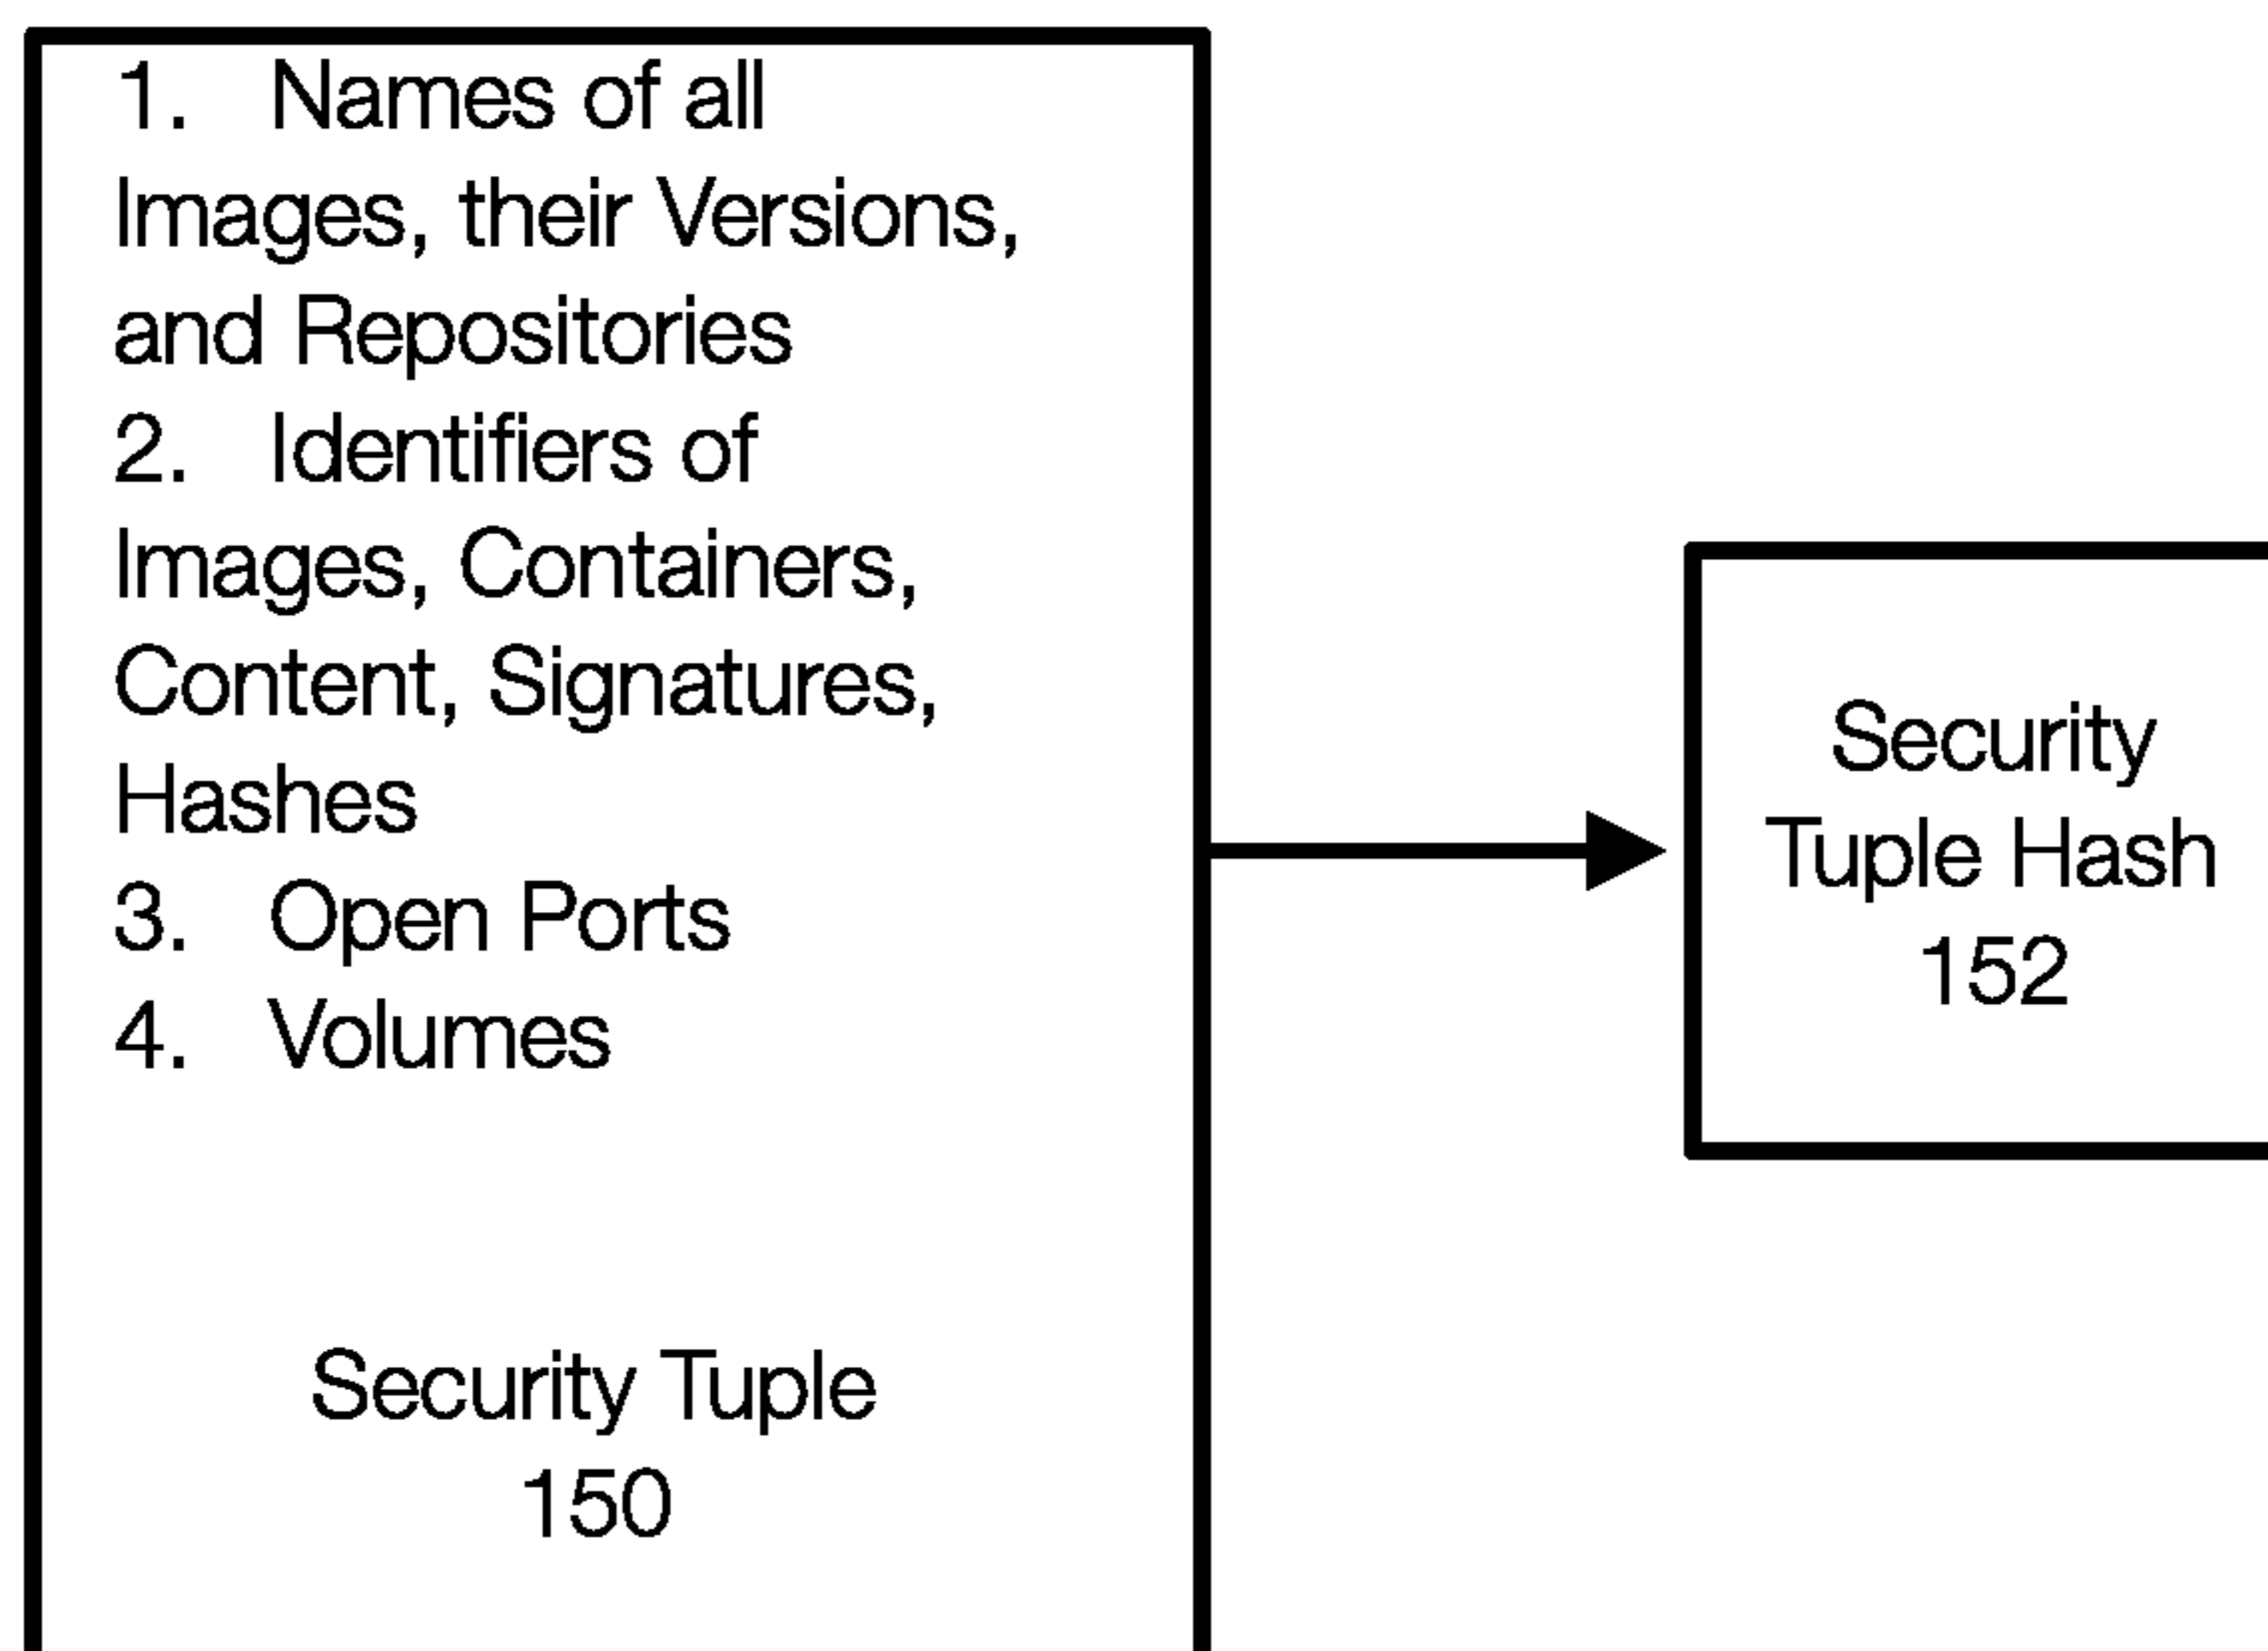 1. Names of all
Images, their Versions,
and Repositories
2. Identifiers of
Images, Containers,
Content, Signatures,
Hashes
3. Open Ports
4. Volumes
Security Tuple
150
Security
Tuple Hash
152